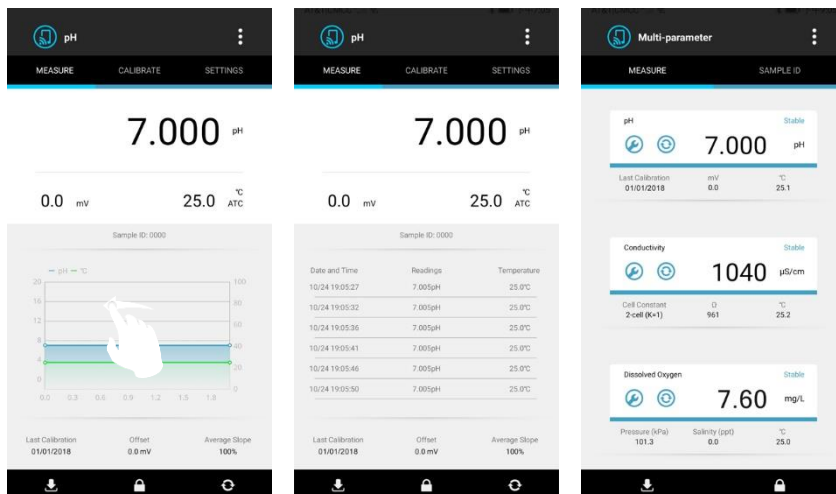 pH
MEASURE CALIBRATE SETTINGS
7.000 pH
0.0 mV 25.0 °C ATC
Sample ID: 0000
pH °C
20 100
16 80
12 60
8 40
4 20
0 0
0.0 0.3 0.6 0.9 1.2 1.5 1.8
Last Calibration Offset Average Slope
01/01/2018 0.0 mV 100%
pH
MEASURE CALIBRATE SETTINGS
7.000 pH
0.0 mV 25.0 °C ATC
Sample ID: 0000
Date and Time Readings Temperature
10/24 19:05:27 7.005pH 25.0°C
10/24 19:05:32 7.005pH 25.0°C
10/24 19:05:36 7.005pH 25.0°C
10/24 19:05:41 7.005pH 25.0°C
10/24 19:05:46 7.005pH 25.0°C
10/24 19:05:50 7.005pH 25.0°C
Last Calibration Offset Average Slope
01/01/2018 0.0 mV 100%
Multi-parameter
MEASURE SAMPLE ID
pH Stable
7.000 pH
Last Calibration mV °C
01/01/2018 0.0 25.1
Conductivity Stable
1040 µS/cm
Cell Constant Ω °C
2-cell (K=1) 961 25.2
Dissolved Oxygen Stable
7.60 mg/L
Pressure (kPa) Salinity (ppt) °C
101.3 0.0 25.0